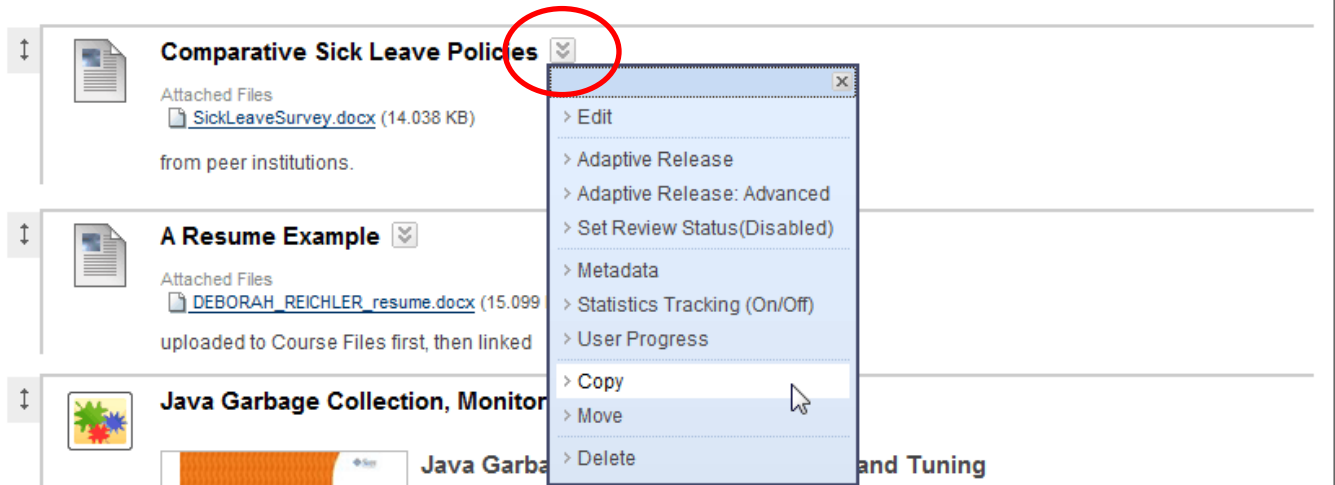 Comparative Sick Leave Policies
Attached Files
SickLeaveSurvey.docx (14.038 KB)
from peer institutions.
> Edit
> Adaptive Release
> Adaptive Release: Advanced
> Set Review Status(Disabled)
> Metadata
> Statistics Tracking (On/Off)
> User Progress
> Copy
> Move
> Delete
A Resume Example
Attached Files
DEBORAH_REICHLER_resume.docx (15.099
uploaded to Course Files first, then linked
Java Garbage Collection, Monitor
Java Garba and Tuning